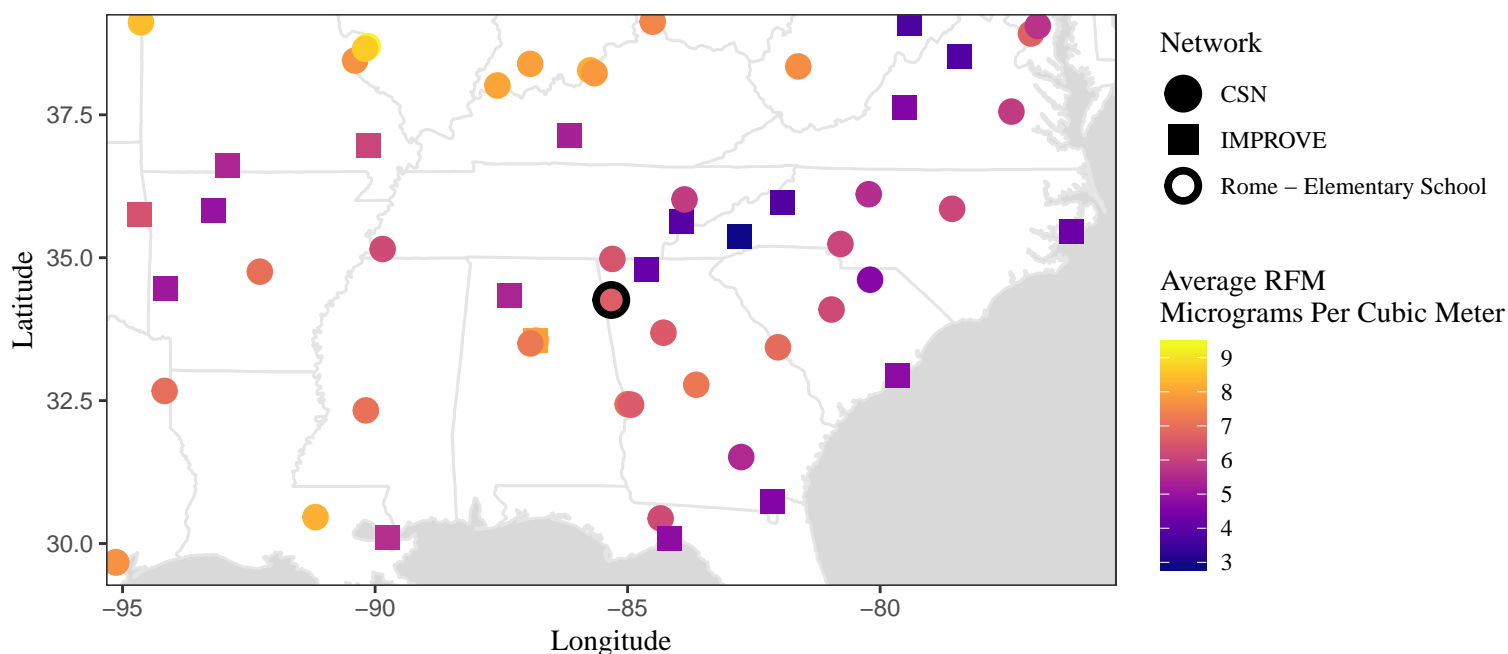 Network
CSN
IMPROVE
Rome – Elementary School
Average RFM
Micrograms Per Cubic Meter
9
8
7
6
5
4
3
Latitude
37.5
35.0
32.5
30.0
−95
−90
−85
−80
Longitude